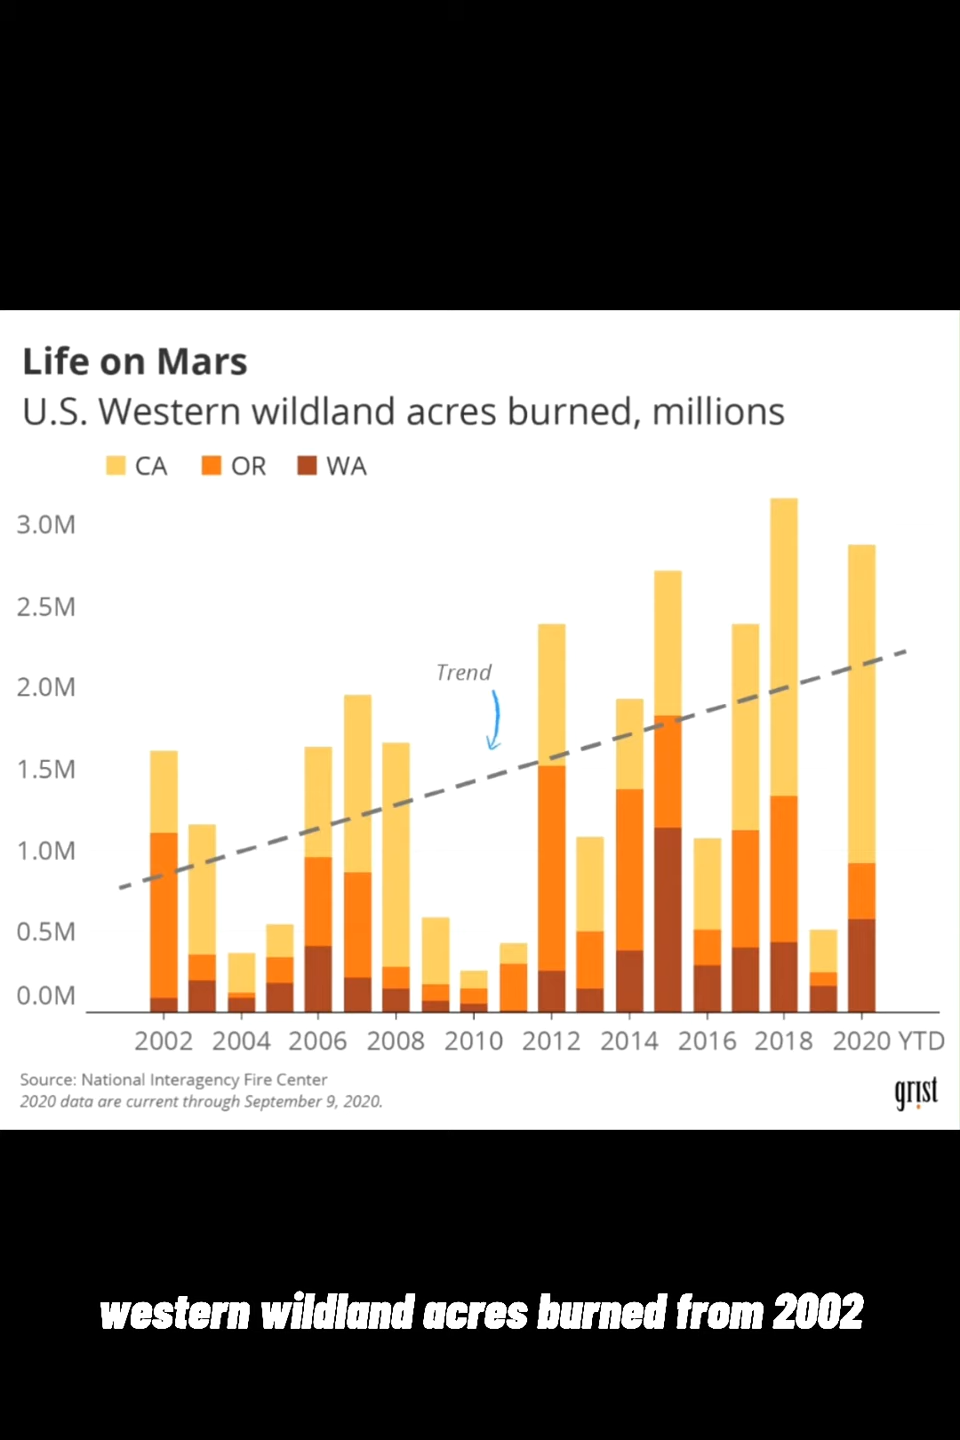 Life on Mars
U.S. Western wildland acres burned, millions
CA OR WA
3.0M
2.5M
2.0M
1.5M
1.0M
0.5M
0.0M
Trend
2002 2004 2006 2008 2010 2012 2014 2016 2018 2020 YTD
Source: National Interagency Fire Center
2020 data are current through September 9, 2020.
grist
western wildland acres burned from 2002